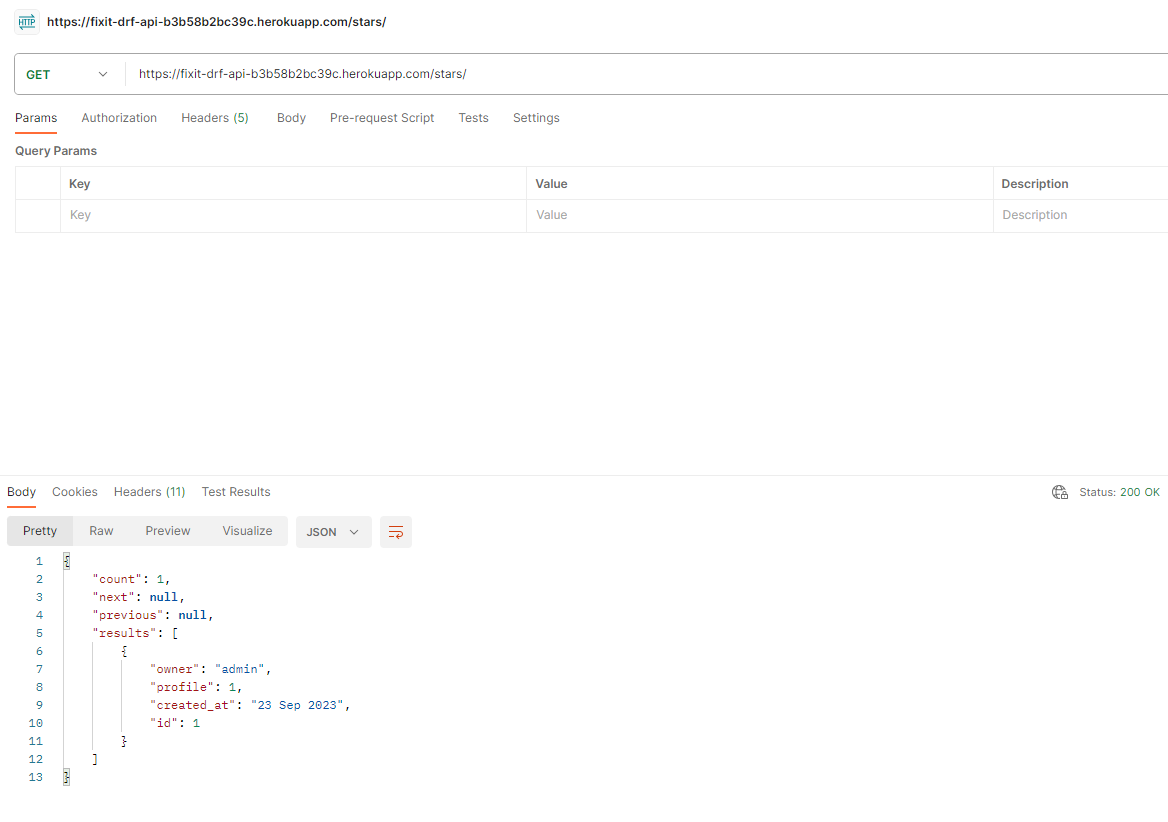 HTTP https://fixit-drf-api-b3b58b2bc39c.herokuapp.com/stars/
GET https://fixit-drf-api-b3b58b2bc39c.herokuapp.com/stars/
Params Authorization Headers (5) Body Pre-request Script Tests Settings
Query Params
Key Value Description
Key Value Description
Body Cookies Headers (11) Test Results Status: 200 OK
Pretty Raw Preview Visualize JSON
1 {
2 "count": 1,
3 "next": null,
4 "previous": null,
5 "results": [
6 {
7 "owner": "admin",
8 "profile": 1,
9 "created_at": "23 Sep 2023",
10 "id": 1
11 }
12 ]
13 }